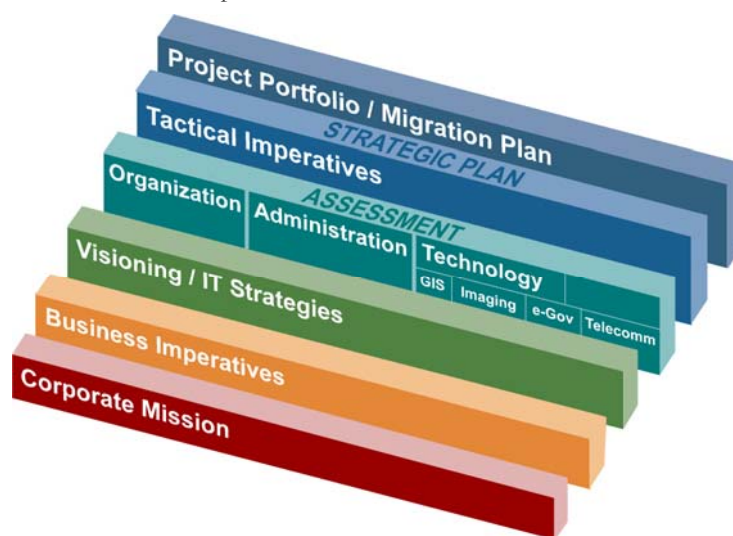 Project Portfolio / Migration Plan
STRATEGIC PLAN
Tactical Imperatives
ASSESSMENT
Organization
Administration
Technology
GIS
Imaging
e-Gov
Telecomm
Visioning / IT Strategies
Business Imperatives
Corporate Mission